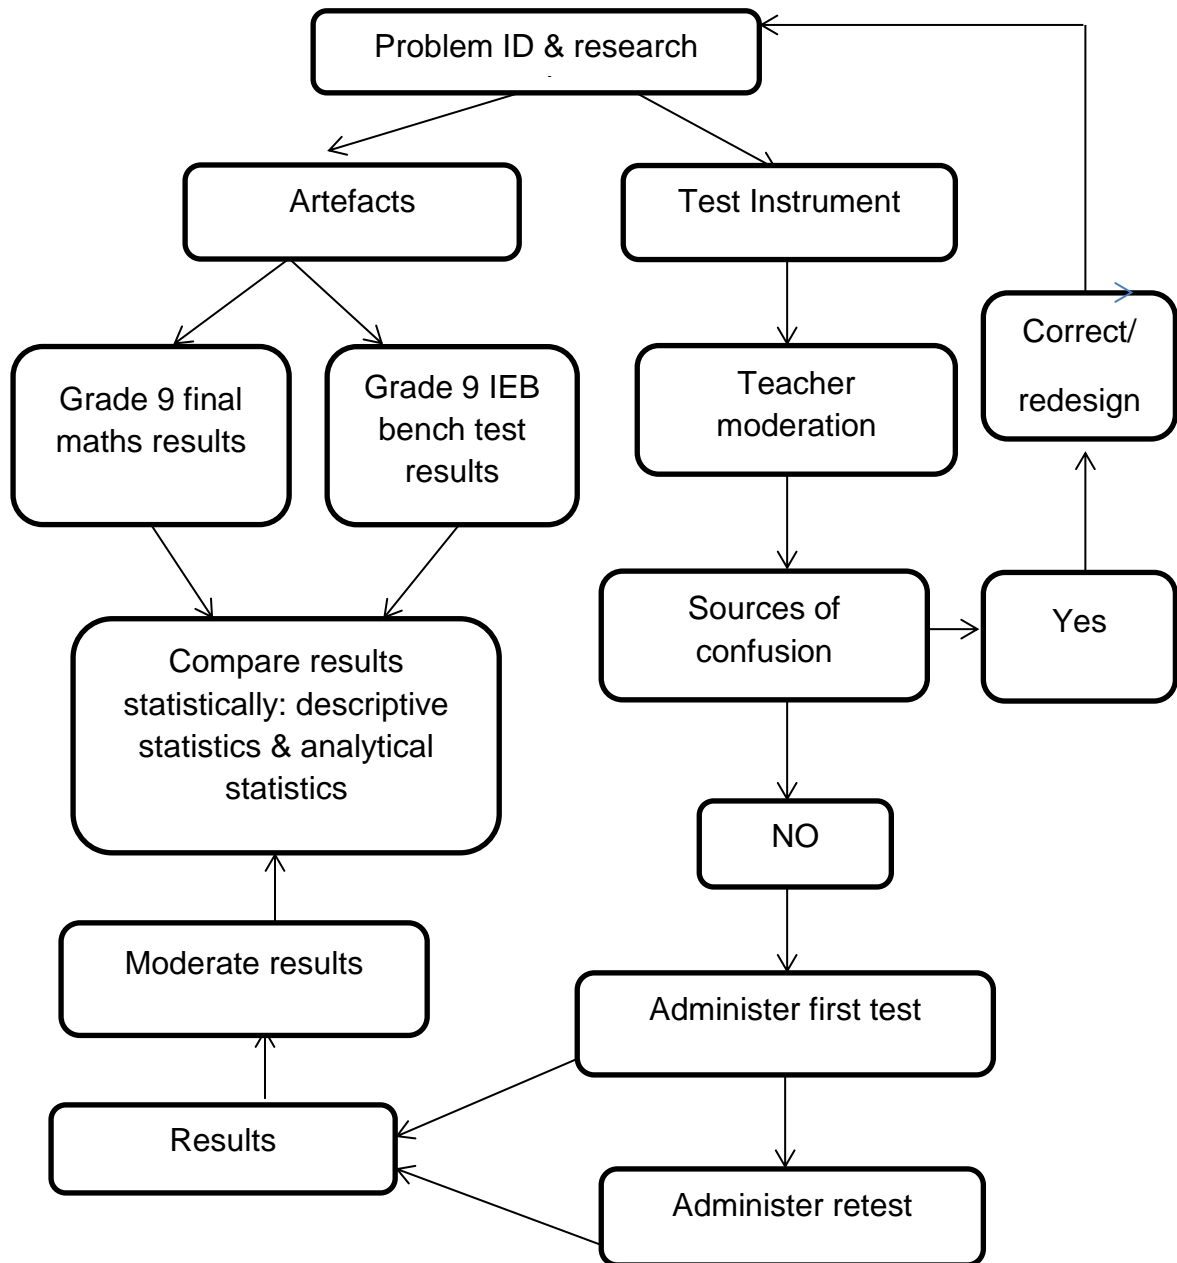 Problem ID & research
Artefacts
Test Instrument
Grade 9 final
maths results
Grade 9 IEB
bench test
results
Teacher
moderation
Correct/
redesign
Sources of
confusion
Yes
Compare results
statistically: descriptive
statistics & analytical
statistics
NO
Moderate results
Administer first test
Results
Administer retest